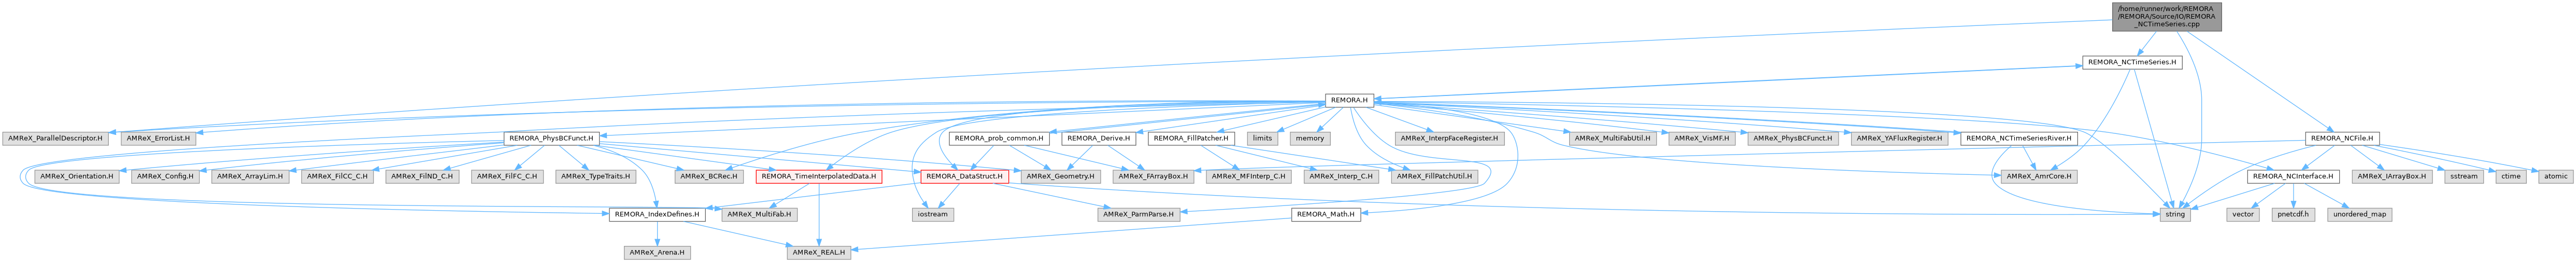 /home/runner/work/REMORA
/REMORA/Source/IO/REMORA
_NCTimeSeries.cpp
REMORA_NCTimeSeries.H
REMORA.H
AMReX_ParallelDescriptor.H
AMReX_ErrorList.H
REMORA_PhysBCFunct.H
REMORA_prob_common.H
REMORA_Derive.H
REMORA_FillPatcher.H
limits
memory
AMReX_InterpFaceRegister.H
AMReX_MultiFabUtil.H
AMReX_VisMF.H
AMReX_PhysBCFunct.H
AMReX_YAFluxRegister.H
REMORA_NCTimeSeriesRiver.H
REMORA_NCFile.H
AMReX_Orientation.H
AMReX_Config.H
AMReX_ArrayLim.H
AMReX_FilCC_C.H
AMReX_FilND_C.H
AMReX_FilFC_C.H
AMReX_TypeTraits.H
AMReX_BCRec.H
REMORA_TimeInterpolatedData.H
REMORA_DataStruct.H
AMReX_Geometry.H
AMReX_FArrayBox.H
AMReX_MFInterp_C.H
AMReX_Interp_C.H
AMReX_FillPatchUtil.H
AMReX_AmrCore.H
REMORA_NCInterface.H
AMReX_IArrayBox.H
sstream
ctime
atomic
REMORA_IndexDefines.H
AMReX_MultiFab.H
iostream
AMReX_ParmParse.H
REMORA_Math.H
string
vector
pnetcdf.h
unordered_map
AMReX_Arena.H
AMReX_REAL.H